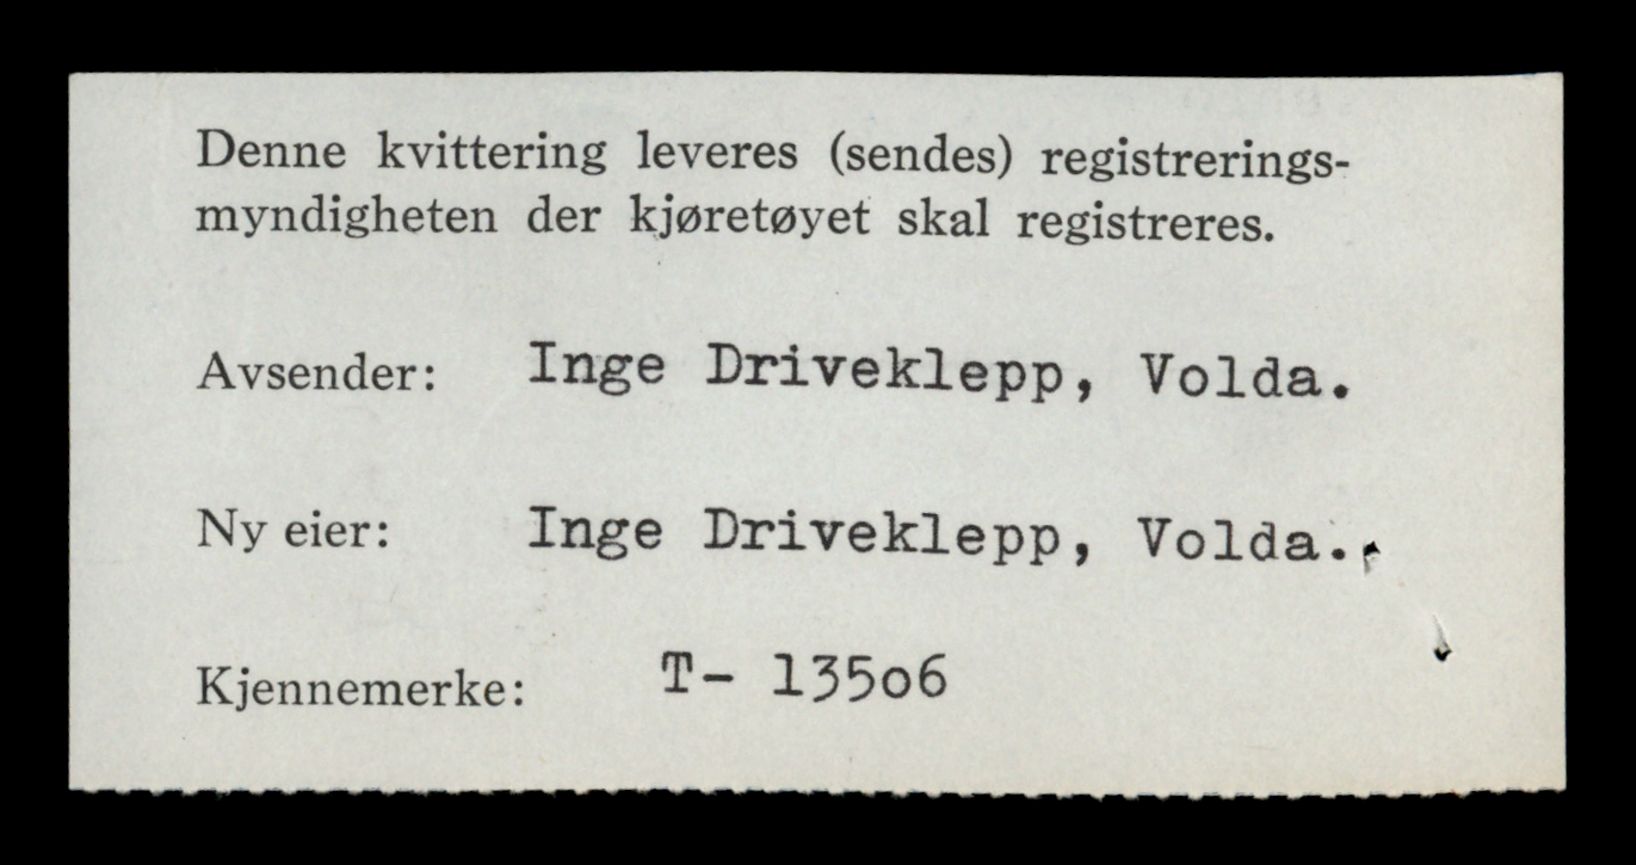 Denne kvittering leveres (sendes) registrerings-
myndigheten der kjøretøyet skal registreres.
Avsender: Inge Driveklepp, Volda.
Ny eier: Inge Driveklepp, Volda.
Kjennemerke: T- 13506